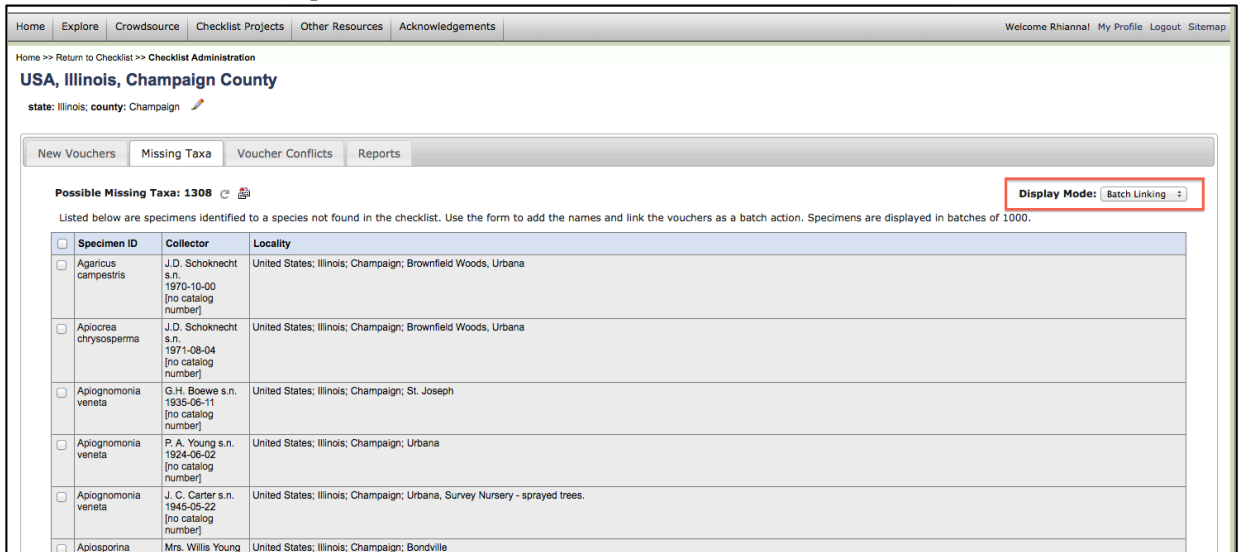 Home Explore Crowdsource Checklist Projects Other Resources Acknowledgements Welcome Rhianna! My Profile Logout Sitemap
Home >> Return to Checklist >> Checklist Administration
USA, Illinois, Champaign County
state: Illinois; county: Champaign
New Vouchers Missing Taxa Voucher Conflicts Reports
Possible Missing Taxa: 1308 Display Mode: Batch Linking
Listed below are specimens identified to a species not found in the checklist. Use the form to add the names and link the vouchers as a batch action. Specimens are displayed in batches of 1000.
Specimen ID Collector Locality
Agaricus J.D. Schoknecht United States; Illinois; Champaign; Brownfield Woods, Urbana
campestris s.n.
1970-10-00
[no catalog
number]
Apiocrea J.D. Schoknecht United States; Illinois; Champaign; Brownfield Woods, Urbana
chrysosperma s.n.
1971-08-04
[no catalog
number]
Apiognomonia G.H. Boewe s.n. United States; Illinois; Champaign; St. Joseph
veneta 1935-06-11
[no catalog
number]
Apiognomonia P. A. Young s.n. United States; Illinois; Champaign; Urbana
veneta 1924-06-02
[no catalog
number]
Apiognomonia J. C. Carter s.n. United States; Illinois; Champaign; Urbana, Survey Nursery - sprayed trees.
veneta 1945-05-22
[no catalog
number]
Apiosporina Mrs. Willis Young United States; Illinois; Champaign; Bondville